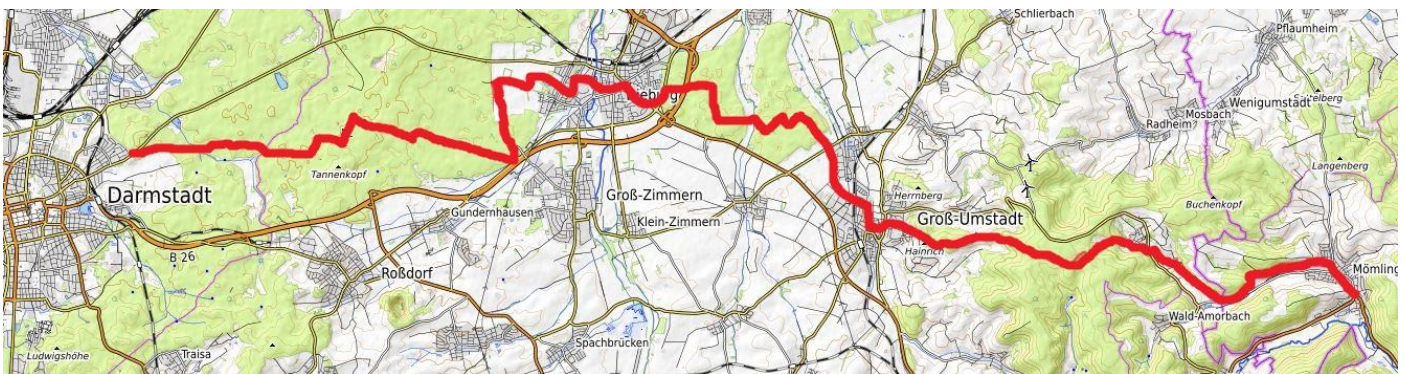 Schlierbach
Pflaumheim
Wenigumstadt
Mosbach
Radheim
Langenberg
Tannenkopf
Darmstadt
Groß-Zimmern
Herrnberg
Buchenkopf
Gundernhausen
Klein-Zimmern
Groß-Umstadt
Hainrich
B 26
Roßdorf
Mömling
Wald-Amorbach
Spachbrücken
Ludwigshöhe
Traisa